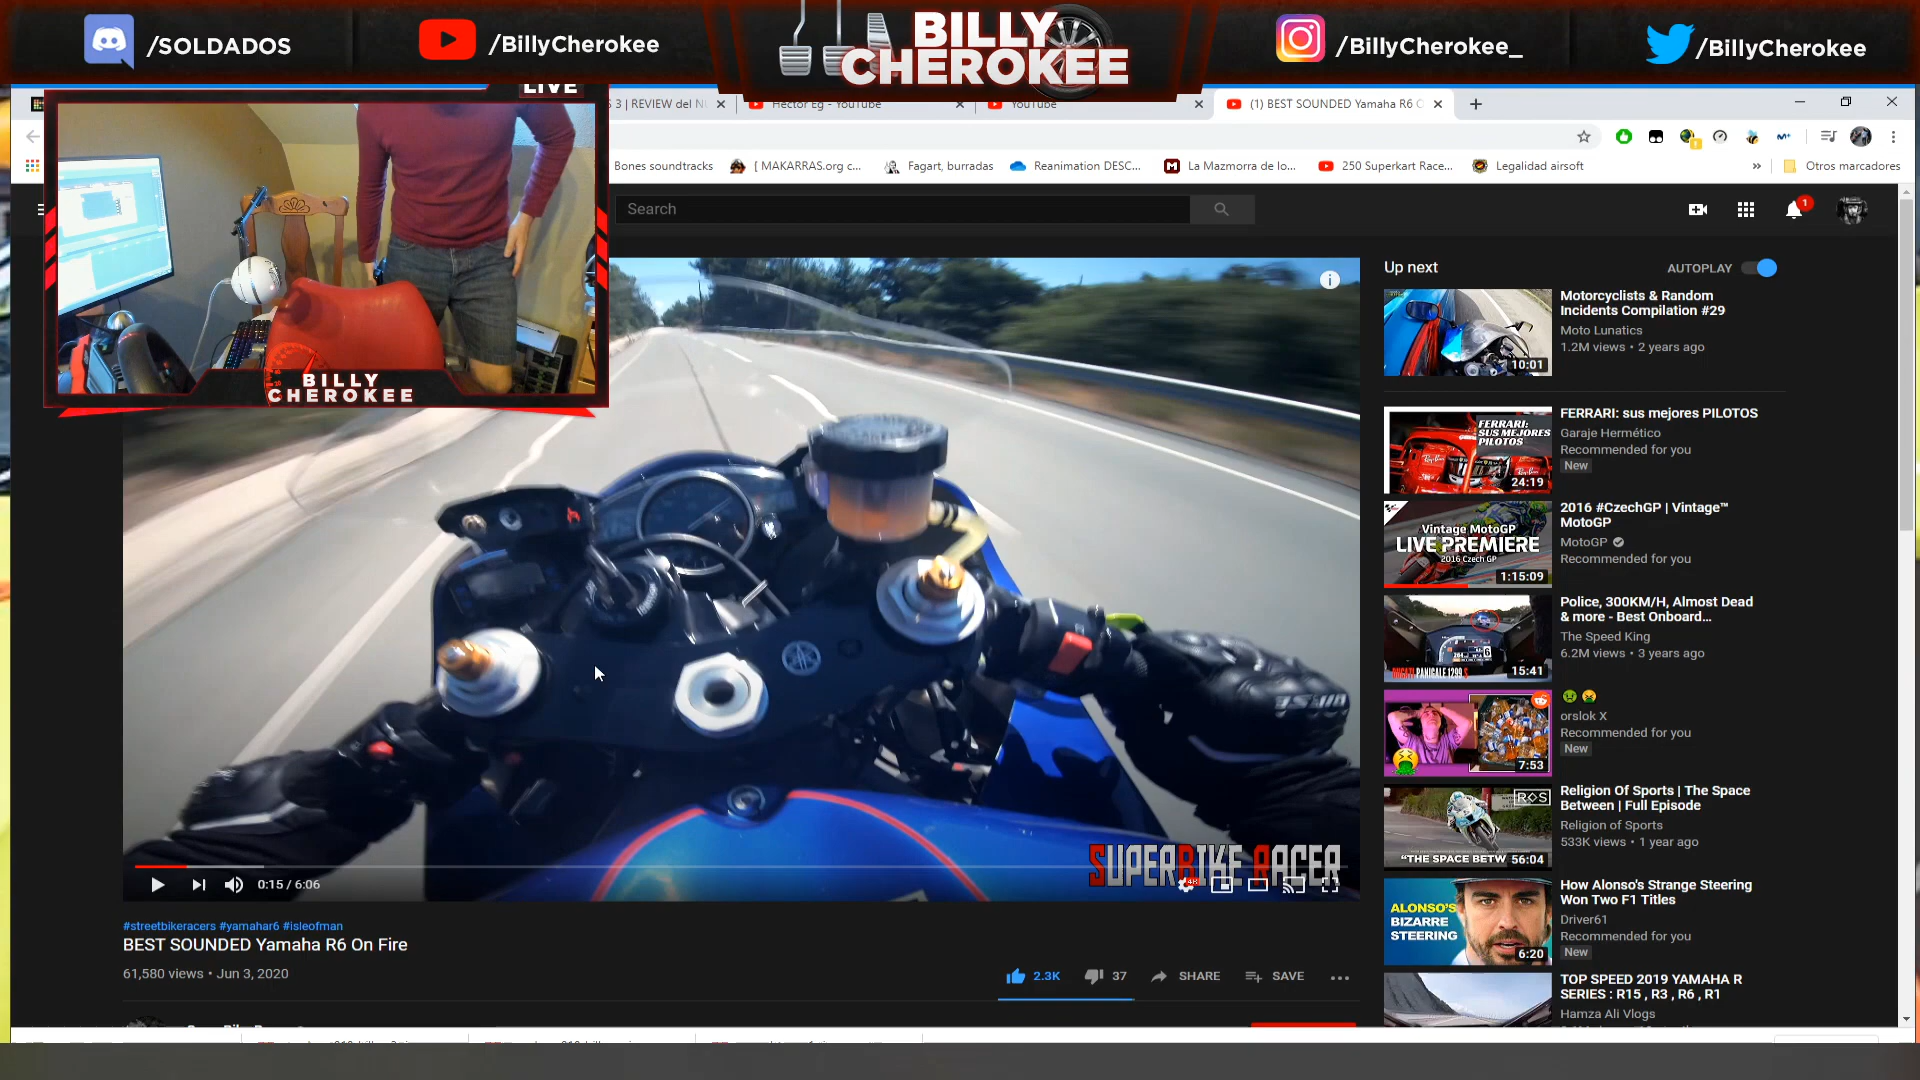 /SOLDADOS
/BillyCherokee
BILLY
CHEROKEE
/BillyCherokee_
/BillyCherokee
LIVE
S 3 | REVIEW del N
Hector Eg - YouTube
YouTube
(1) BEST SOUNDED Yamaha R6 O
Bones soundtracks
[ MAKARRAS.org c...
Fagart, burradas
Reanimation DESC...
La Mazmorra de lo...
250 Superkart Race...
Legalidad airsoft
»
Otros marcadores
Search
1
BILLY
CHEROKEE
SUPERBIKE RACER
0:15 / 6:06
#streetbikeracers #yamahar6 #isleofman
BEST SOUNDED Yamaha R6 On Fire
61,580 views • Jun 3, 2020
2.3K
37
SHARE
SAVE
Up next
AUTOPLAY
10:01
Motorcyclists & Random
Incidents Compilation #29
Moto Lunatics
1.2M views • 2 years ago
FERRARI:
SUS MEJORES
PILOTOS
24:19
FERRARI: sus mejores PILOTOS
Garaje Hermético
Recommended for you
New
Vintage MotoGP
LIVE PREMIERE
2016 Czech GP
1:15:09
2016 #CzechGP | Vintage™
MotoGP
MotoGP
Recommended for you
DUCATI PANIGALE 1299 S
15:41
Police, 300KM/H, Almost Dead
& more - Best Onboard...
The Speed King
6.2M views • 3 years ago
7:53
orslok X
Recommended for you
New
R◇S
"THE SPACE BETW
56:04
Religion Of Sports | The Space
Between | Full Episode
Religion of Sports
533K views • 1 year ago
ALONSO'S
BIZARRE
STEERING
6:20
How Alonso's Strange Steering
Won Two F1 Titles
Driver61
Recommended for you
New
TOP SPEED 2019 YAMAHA R
SERIES : R15 , R3 , R6 , R1
Hamza Ali Vlogs